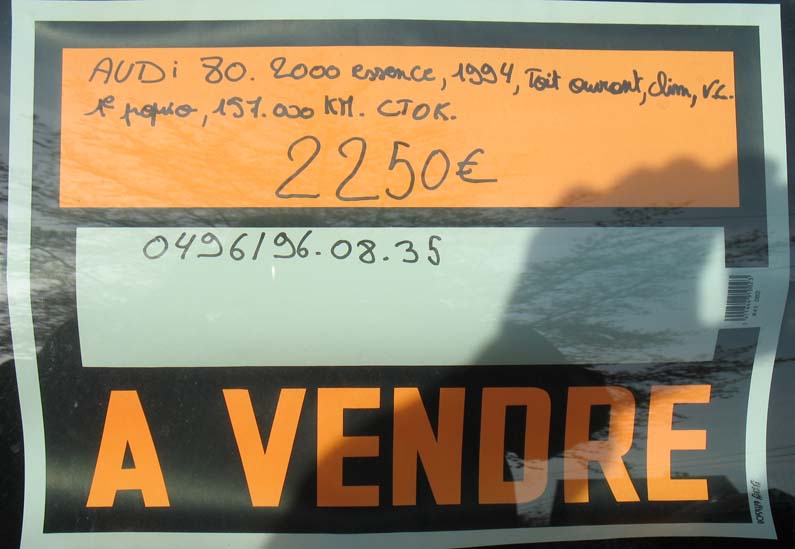 AUDi 80. 2000 essence, 1994, Toit ouvrant, clim, V.C.
1e proprio, 157.000 KM. CTOK.
2250€
0496/96.08.35
A VENDRE